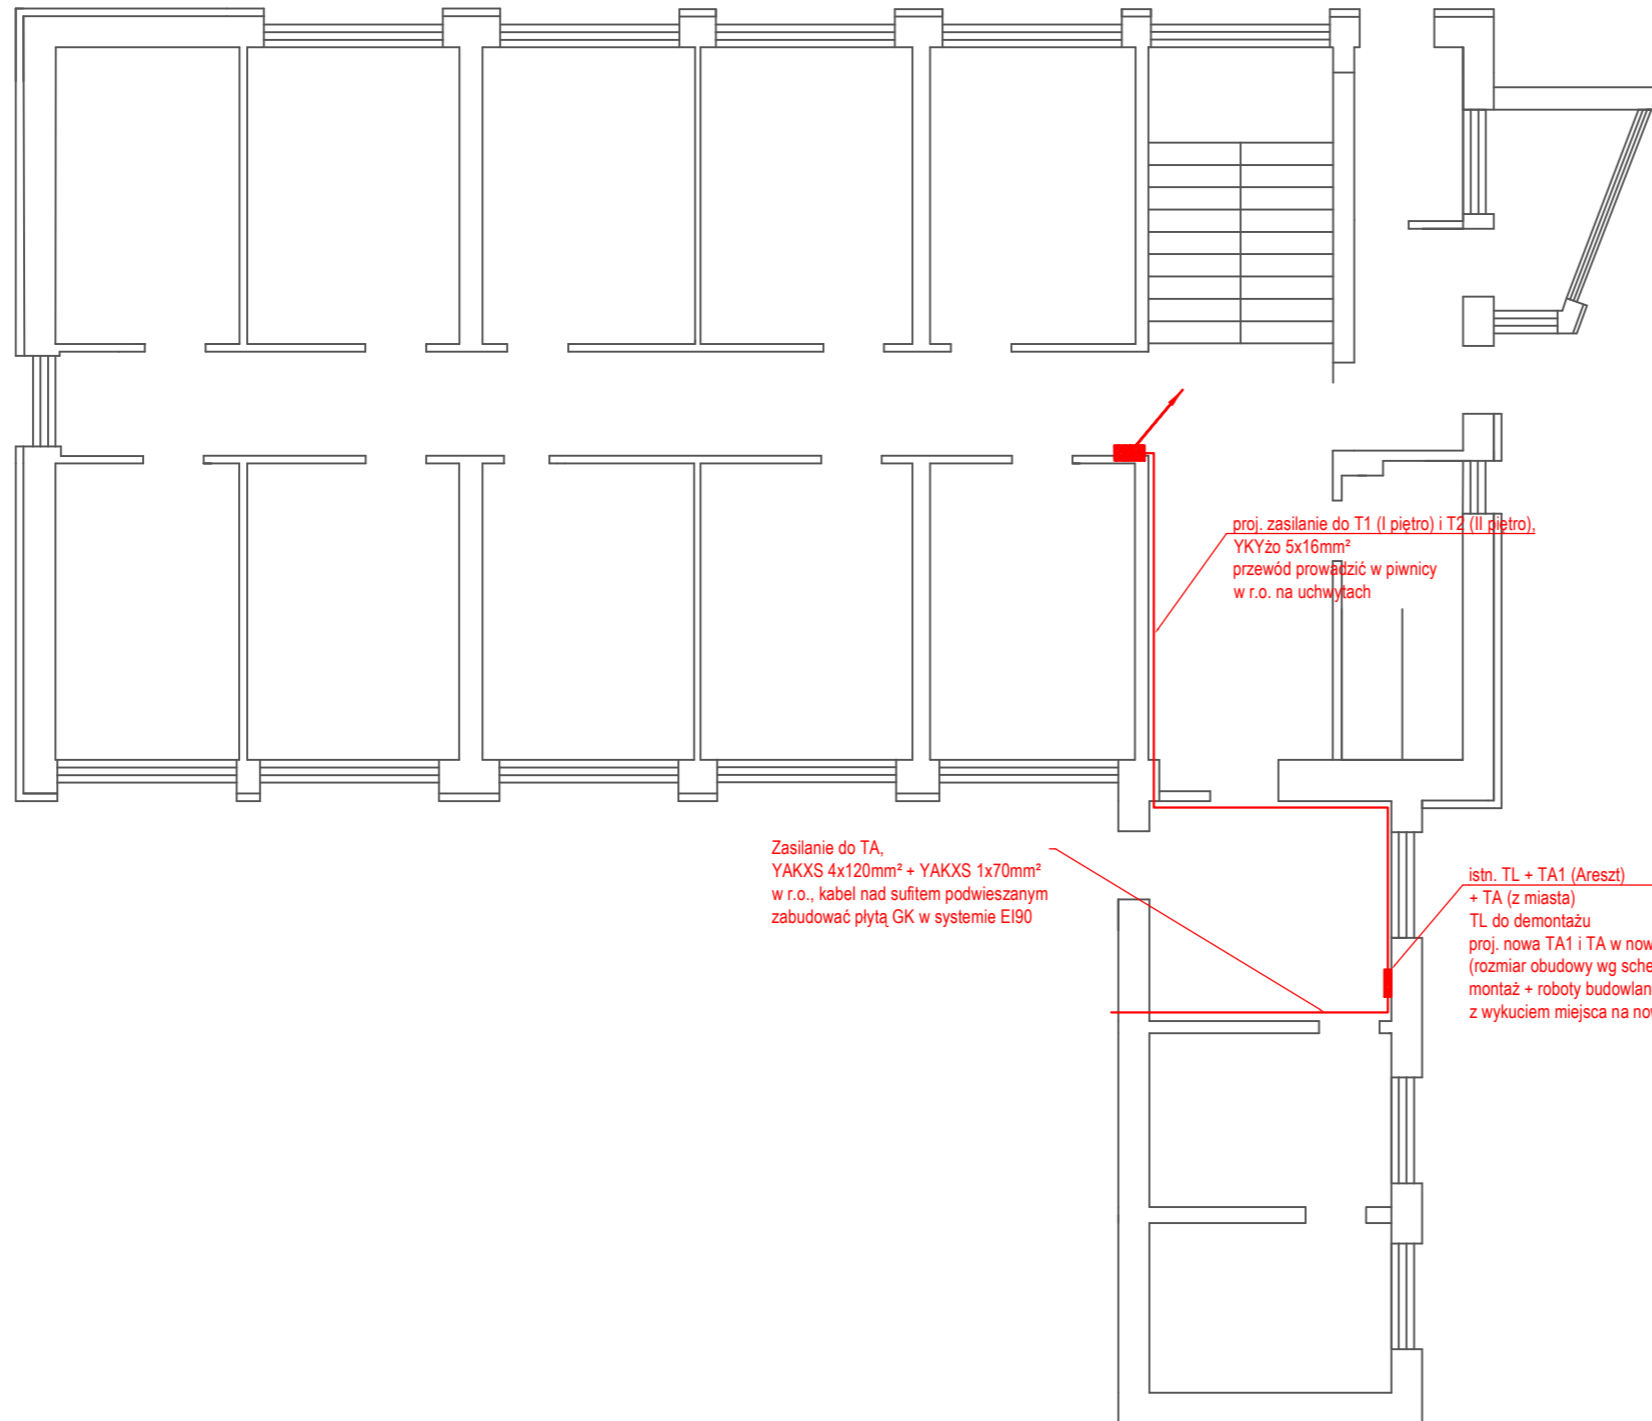 proj. zasilanie do T1 (I piętro) i T2 (II piętro),
YKYżo 5x16mm²
przewód prowadzić w piwnicy
w r.o. na uchwytach
Zasilanie do TA,
YAKXS 4x120mm² + YAKXS 1x70mm²
w r.o., kabel nad sufitem podwieszanym
zabudować płytą GK w systemie EI90
istn. TL + TA1 (Areszt)
+ TA (z miasta)
TL do demontażu
proj. nowa TA1 i TA w now
(rozmiar obudowy wg sche
montaż + roboty budowlan
z wykuciem miejsca na now